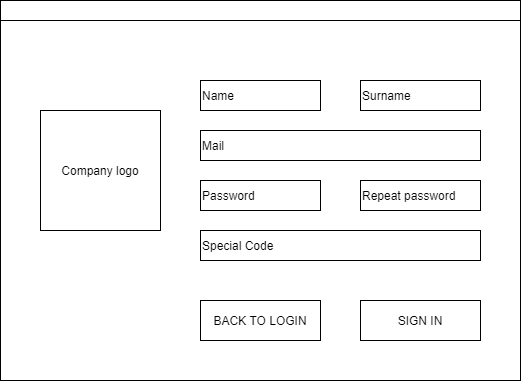 Name
Surname
Company logo
Mail
Password
Repeat password
Special Code
BACK TO LOGIN
SIGN IN